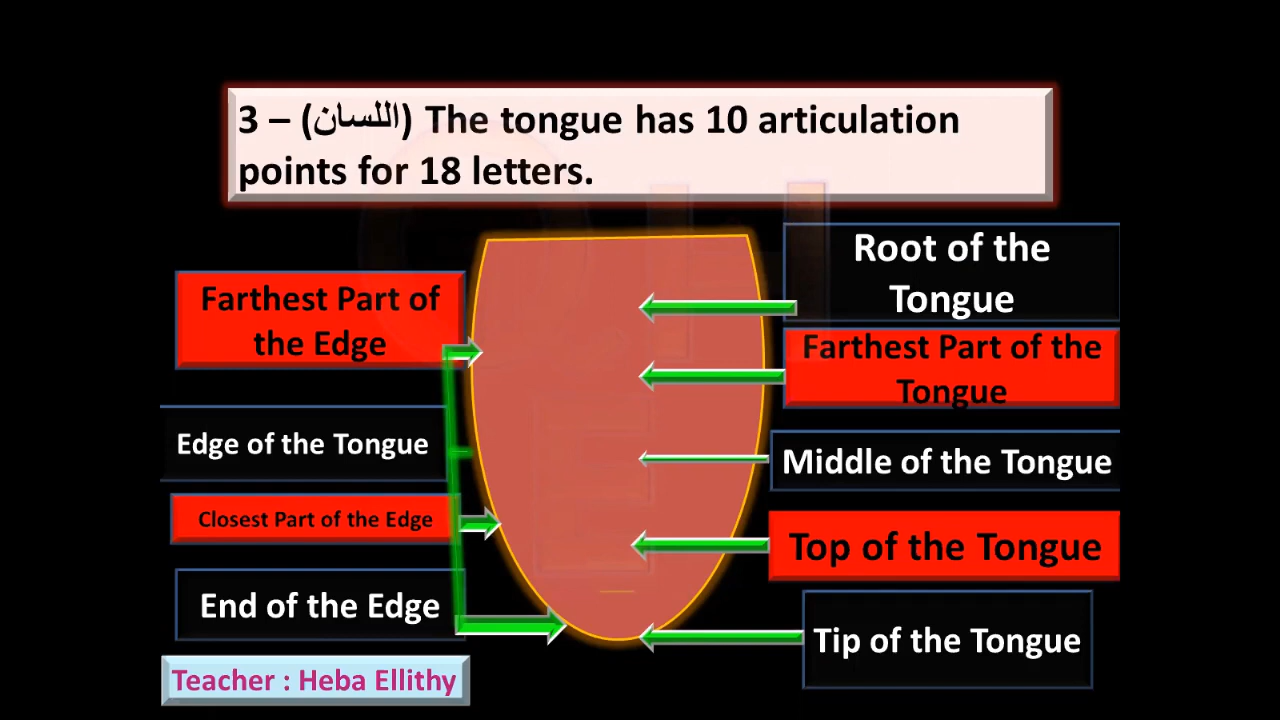 3 – (اللسان) The tongue has 10 articulation
points for 18 letters.
Root of the
Tongue
Farthest Part of
the Edge
Farthest Part of the
Tongue
Edge of the Tongue
Middle of the Tongue
Closest Part of the Edge
Top of the Tongue
End of the Edge
Tip of the Tongue
Teacher : Heba Ellithy